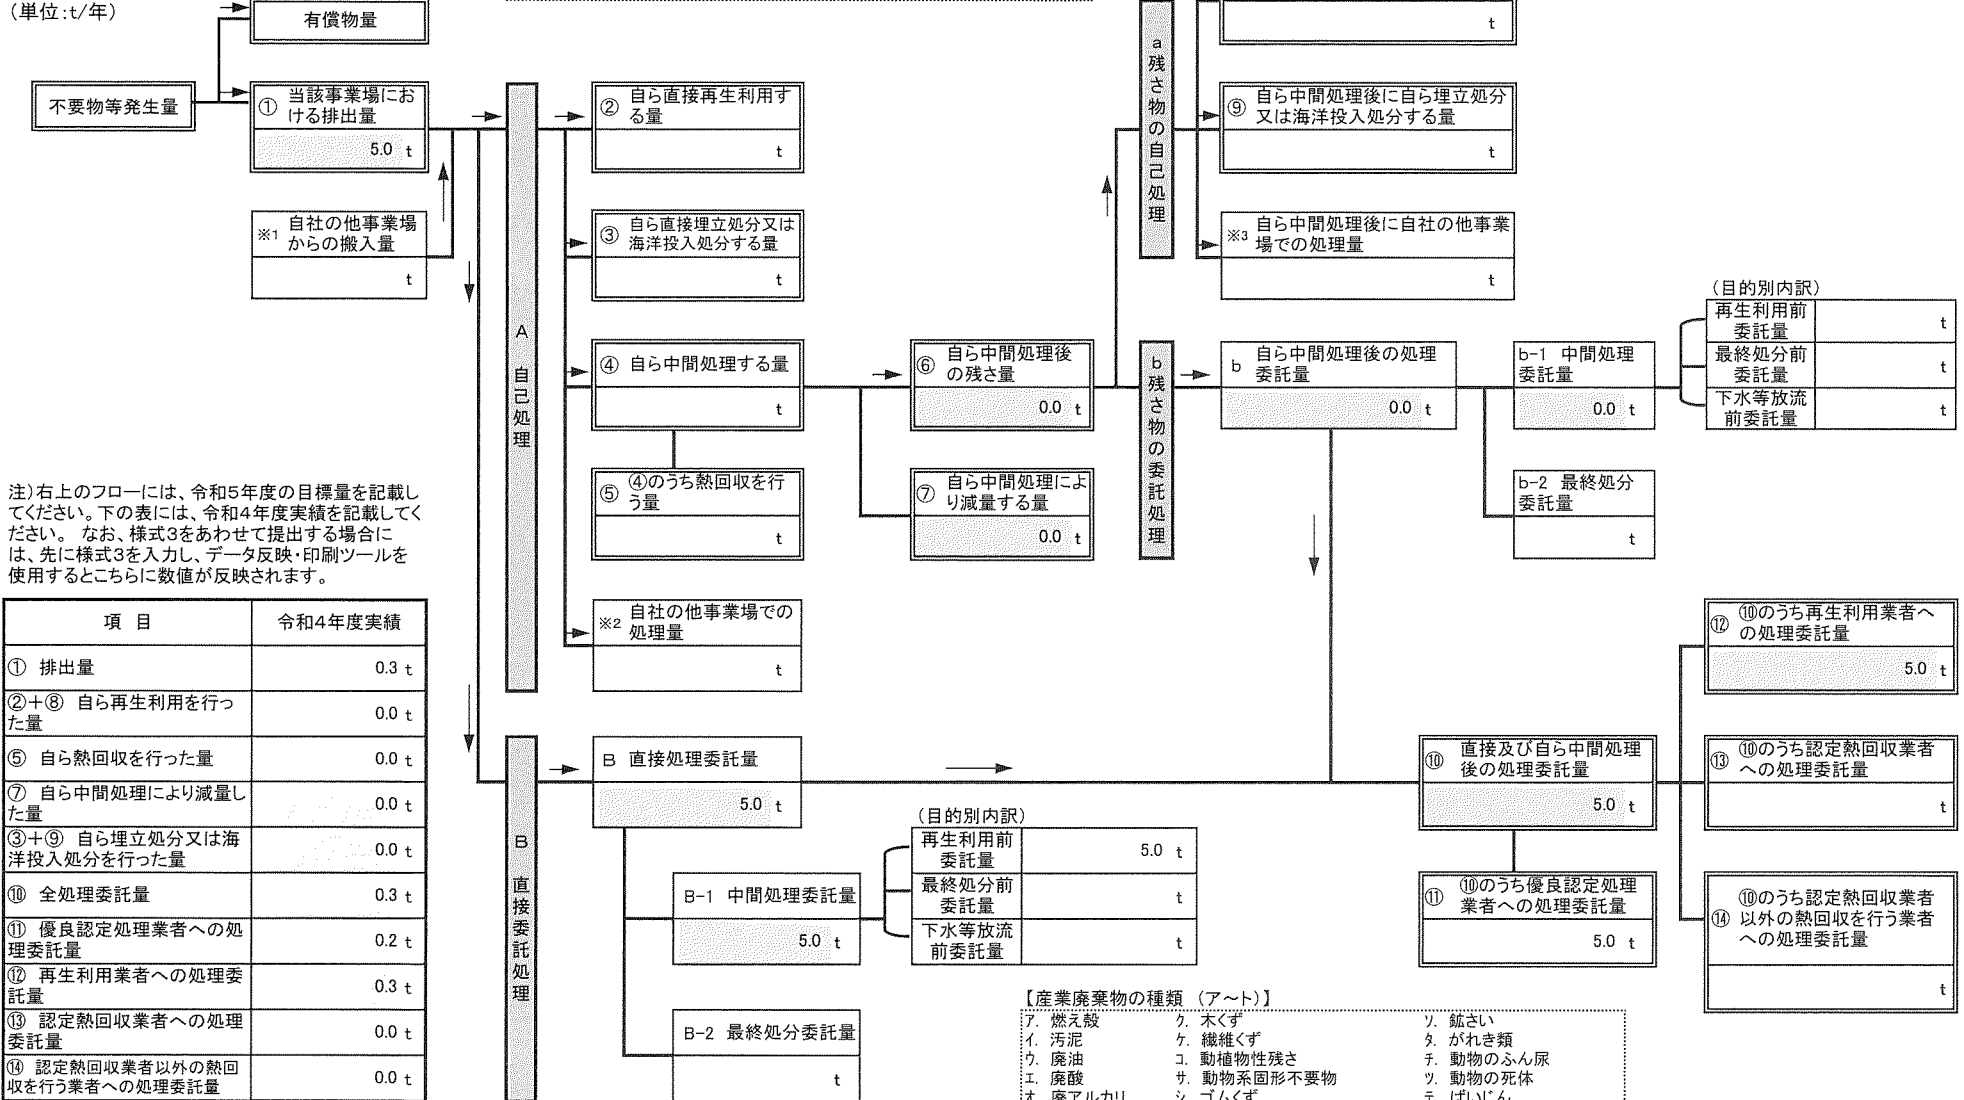 (単位:t/年)
有償物量
t
不要物等発生量
① 当該事業場にお
ける排出量
5.0 t
※1 自社の他事業場
からの搬入量
t
A 自己処理
② 自ら直接再生利用す
る量
t
③ 自ら直接埋立処分又は
海洋投入処分する量
t
④ 自ら中間処理する量
t
⑤ ④のうち熱回収を行
う量
t
※2 自社の他事業場での
処理量
t
⑥ 自ら中間処理後
の残さ量
0.0 t
⑦ 自ら中間処理によ
り減量する量
0.0 t
a 残さ物の自己処理
⑨ 自ら中間処理後に自ら埋立処分
又は海洋投入処分する量
t
※3 自ら中間処理後に自社の他事業
場での処理量
t
b 残さ物の委託処理
b 自ら中間処理後の処理
委託量
0.0 t
b-1 中間処理
委託量
0.0 t
b-2 最終処分
委託量
t
(目的別内訳)
再生利用前
委託量
t
最終処分前
委託量
t
下水等放流
前委託量
t
注)右上のフローには、令和5年度の目標量を記載し
てください。下の表には、令和4年度実績を記載してく
ださい。 なお、様式3をあわせて提出する場合に
は、先に様式3を入力し、データ反映・印刷ツールを
使用するとこちらに数値が反映されます。
項 目 令和4年度実績
① 排出量 0.3 t
②+⑧ 自ら再生利用を行っ
た量 0.0 t
⑤ 自ら熱回収を行った量 0.0 t
⑦ 自ら中間処理により減量し
た量 0.0 t
③+⑨ 自ら埋立処分又は海
洋投入処分を行った量 0.0 t
⑩ 全処理委託量 0.3 t
⑪ 優良認定処理業者への処
理委託量 0.2 t
⑫ 再生利用業者への処理委
託量 0.3 t
⑬ 認定熱回収業者への処理
委託量 0.0 t
⑭ 認定熱回収業者以外の熱回
収を行う業者への処理委託量 0.0 t
B 直接委託処理
B 直接処理委託量
5.0 t
B-1 中間処理委託量
5.0 t
B-2 最終処分委託量
t
(目的別内訳)
再生利用前
委託量
5.0 t
最終処分前
委託量
t
下水等放流
前委託量
t
⑩ 直接及び自ら中間処理
後の処理委託量
5.0 t
⑪ ⑩のうち優良認定処理
業者への処理委託量
5.0 t
⑫ ⑩のうち再生利用業者へ
の処理委託量
5.0 t
⑬ ⑩のうち認定熱回収業者
への処理委託量
t
⑭ ⑩のうち認定熱回収業者
以外の熱回収を行う業者
への処理委託量
t
【産業廃棄物の種類 (ア～ト)】
ア. 燃え殻 ク. 木くず ソ. 鉱さい
イ. 汚泥 ケ. 繊維くず タ. がれき類
ウ. 廃油 コ. 動植物性残さ チ. 動物のふん尿
エ. 廃酸 サ. 動物系固形不要物 ツ. 動物の死体
オ. 廃アルカリ シ. ゴムくず テ. ばいじん